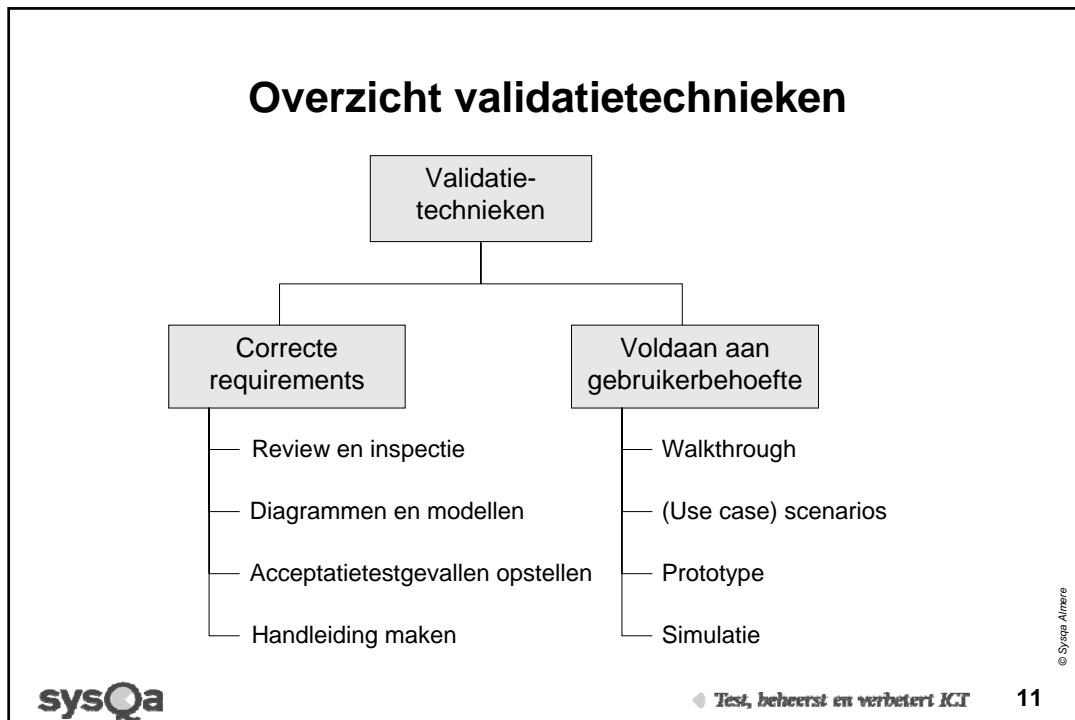 Overzicht validatietechnieken
Validatie-
technieken
Correcte
requirements
Voldaan aan
gebruikerbehoefte
Review en inspectie
Diagrammen en modellen
Acceptatietestgevallen opstellen
Handleiding maken
Walkthrough
(Use case) scenarios
Prototype
Simulatie
© Sysqa Almere
sysQa
Test, beheerst en verbetert ICT
11